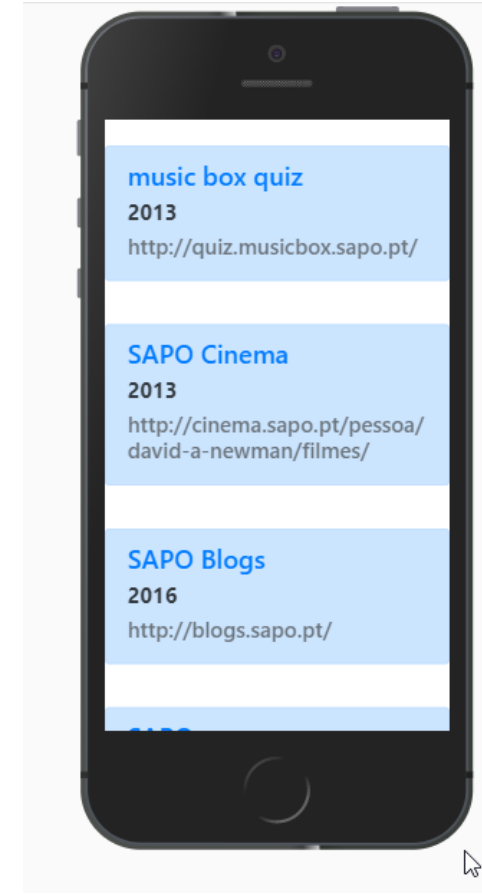 music box quiz
2013
http://quiz.musicbox.sapo.pt/
SAPO Cinema
2013
http://cinema.sapo.pt/pessoa/
david-a-newman/filmes/
SAPO Blogs
2016
http://blogs.sapo.pt/
SAPO